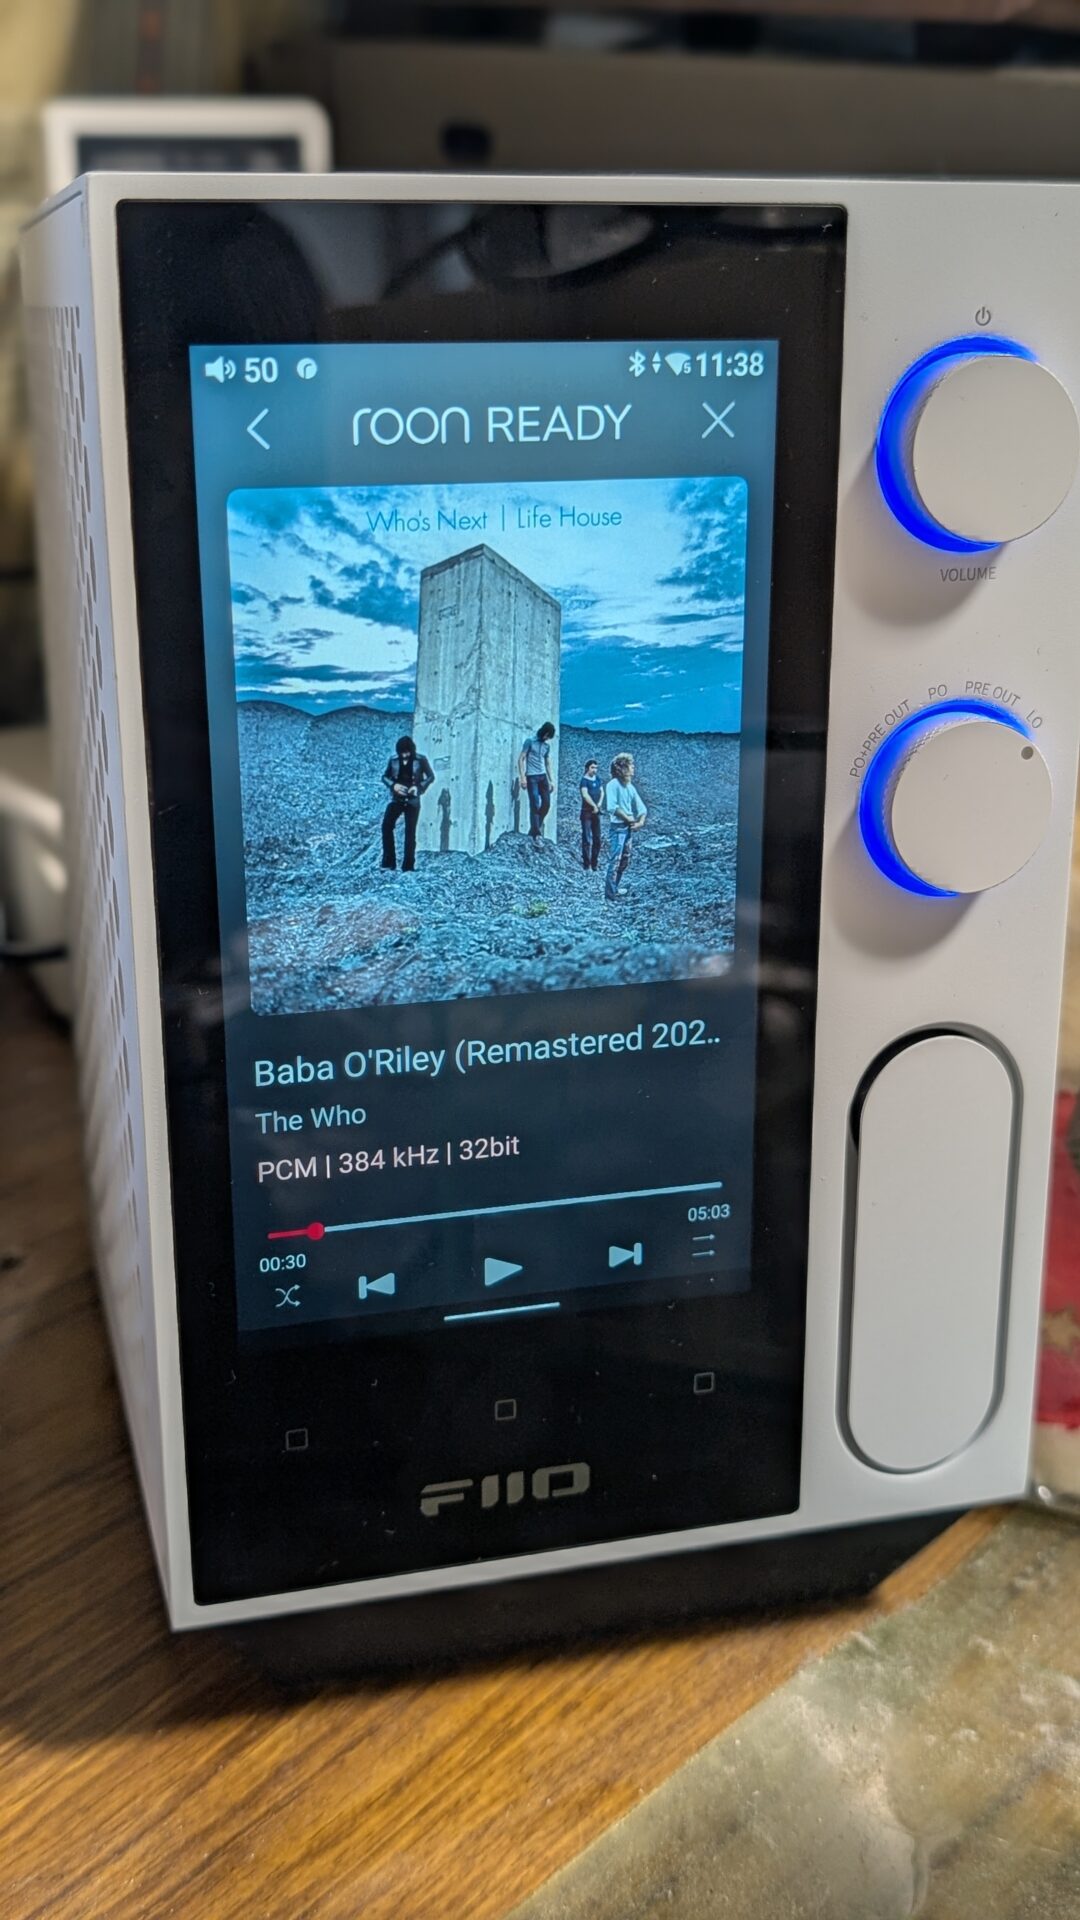 50
11:38
roon READY
Who's Next | Life House
Baba O'Riley (Remastered 202..
The Who
PCM | 384 kHz | 32bit
00:30
05:03
FIIO
VOLUME
PO+PRE OUT
PO
PRE OUT
LO